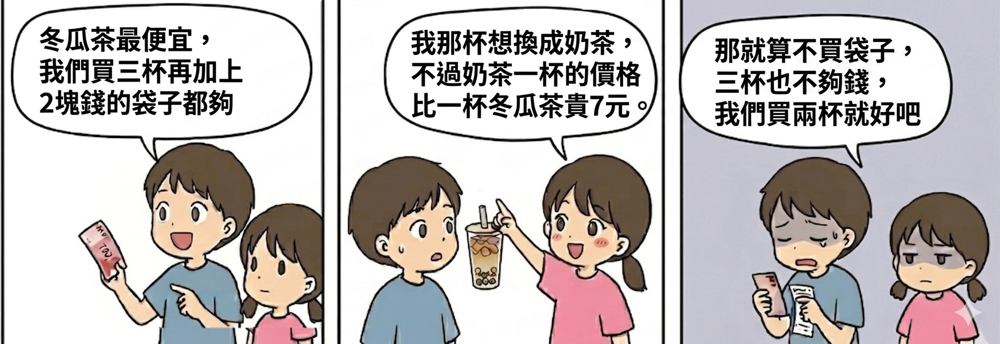 冬瓜茶最便宜，
我們買三杯再加上
2塊錢的袋子都夠
我那杯想換成奶茶，
不過奶茶一杯的價格
比一杯冬瓜茶貴7元。
那就算不買袋子，
三杯也不夠錢，
我們買兩杯就好吧
100